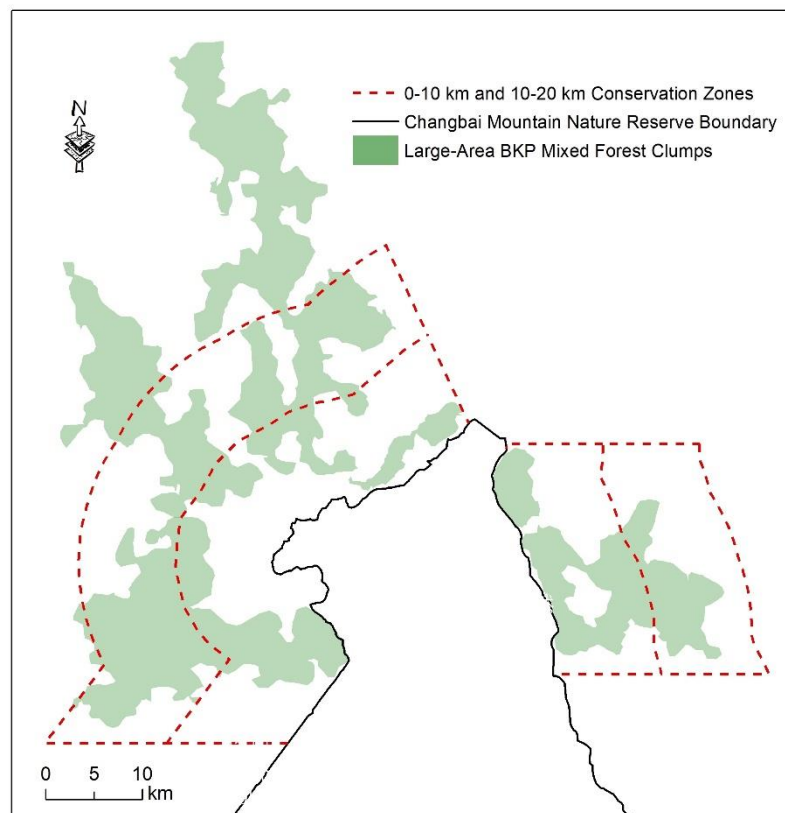 N
0-10 km and 10-20 km Conservation Zones
Changbai Mountain Nature Reserve Boundary
Large-Area BKP Mixed Forest Clumps
0 5 10
km